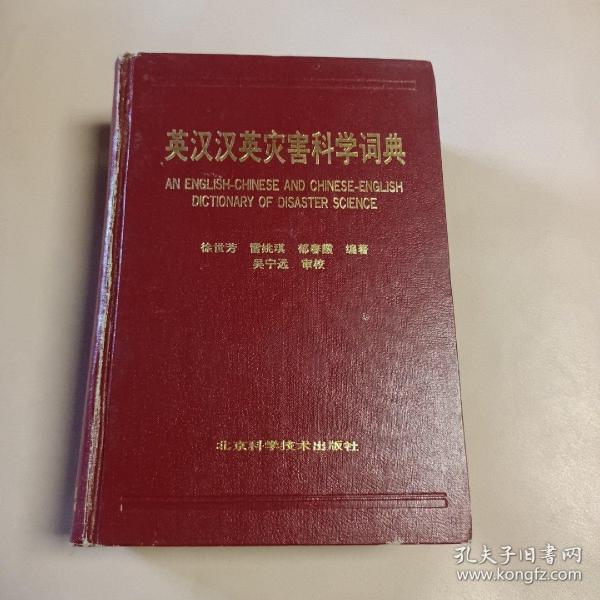 英汉汉英灾害科学词典
AN ENGLISH-CHINESE AND CHINESE-ENGLISH
DICTIONARY OF DISASTER SCIENCE
徐世芳 雷姚琪 郁春霞 编著
吴宁远 审校
北京科学技术出版社
孔夫子旧书网
www.kongfz.com